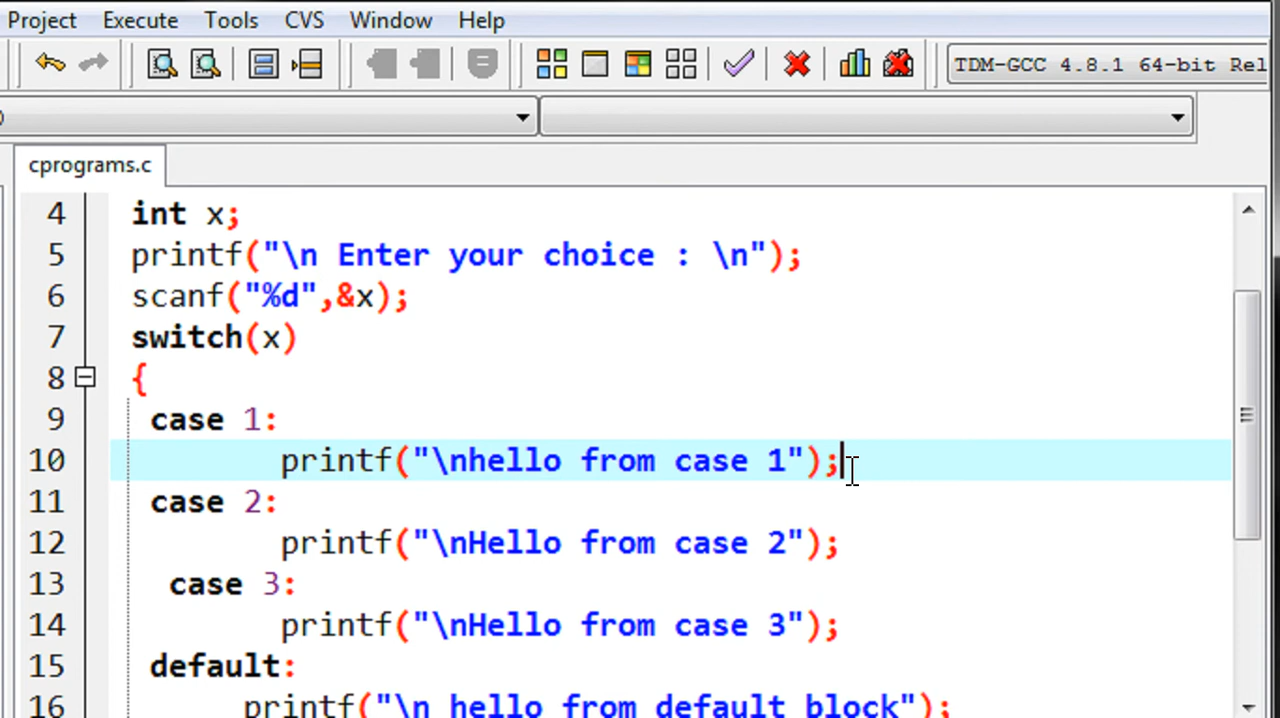 Project Execute Tools CVS Window Help
TDM-GCC 4.8.1 64-bit Rel
cprograms.c
4 int x;
5 printf("\n Enter your choice : \n");
6 scanf("%d",&x);
7 switch(x)
8 {
9 case 1:
10 printf("\nhello from case 1");
11 case 2:
12 printf("\nHello from case 2");
13 case 3:
14 printf("\nHello from case 3");
15 default:
16 printf("\n hello from default block");